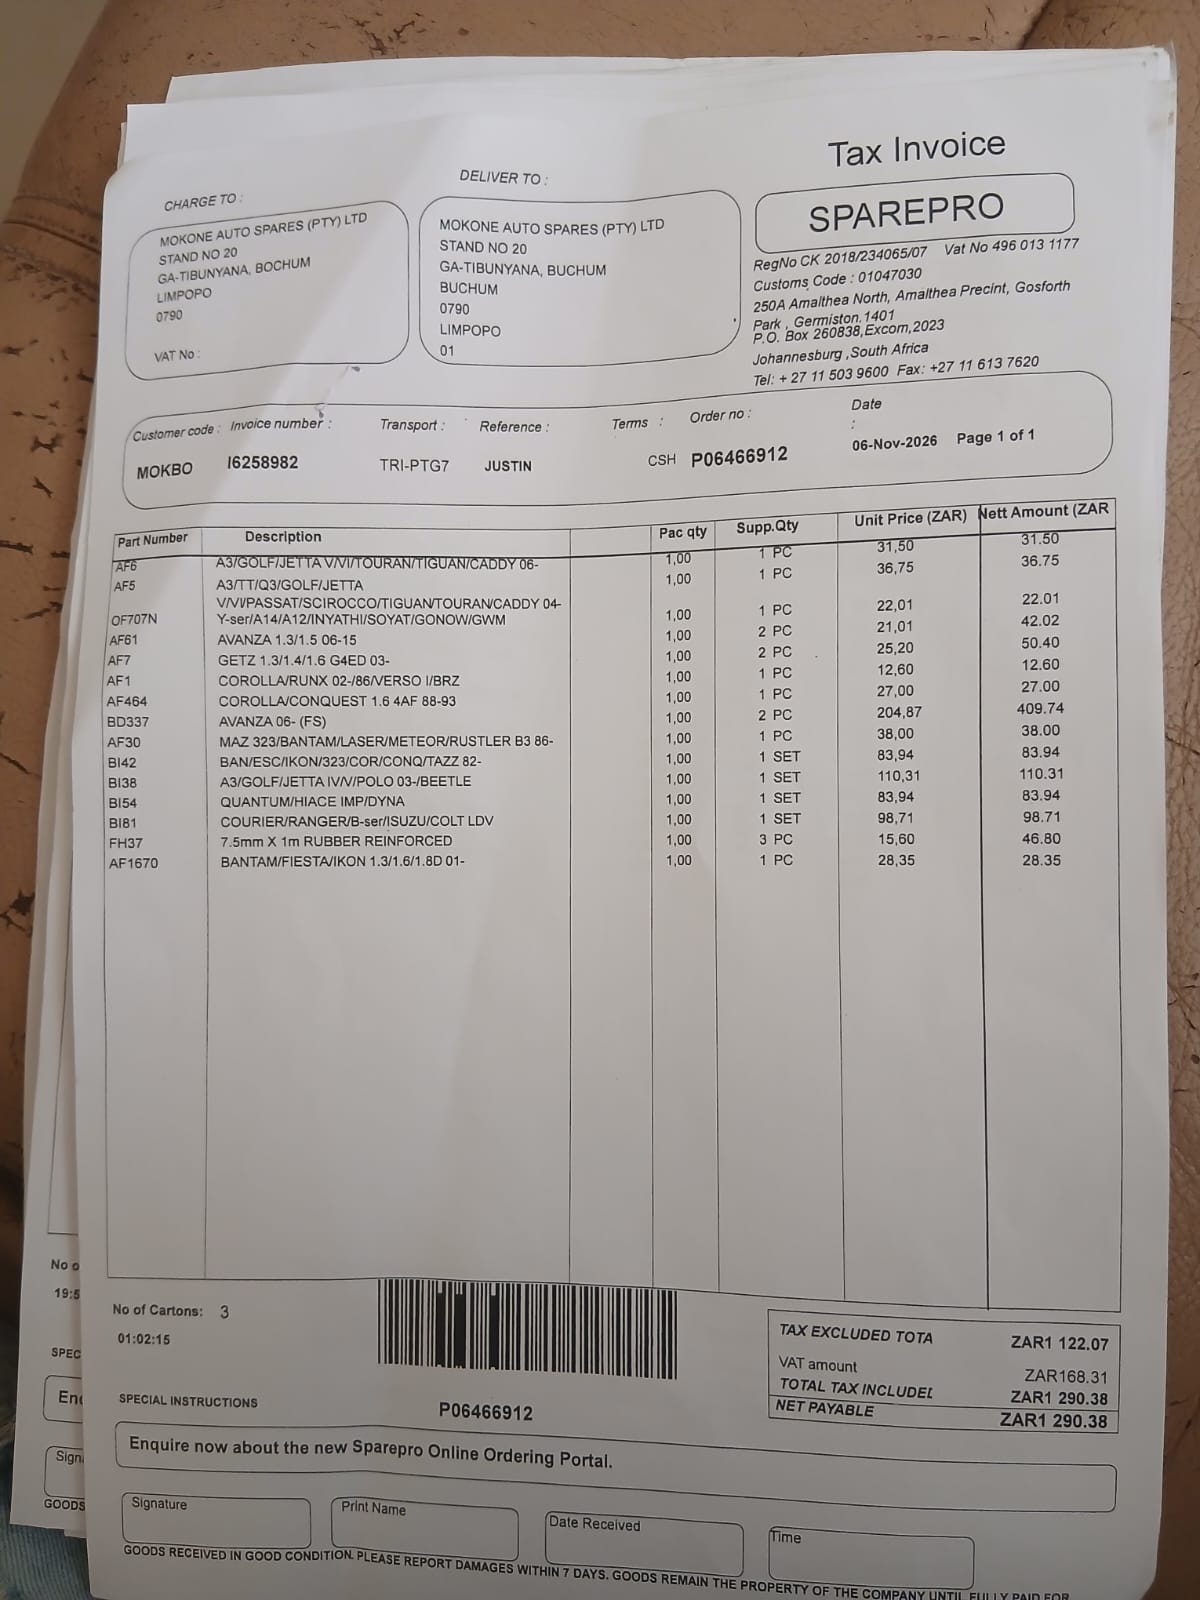 Tax Invoice
CHARGE TO :
MOKONE AUTO SPARES (PTY) LTD
STAND NO 20
GA-TIBUNYANA, BOCHUM
LIMPOPO
0790
VAT No :
DELIVER TO :
MOKONE AUTO SPARES (PTY) LTD
STAND NO 20
GA-TIBUNYANA, BUCHUM
BUCHUM
0790
LIMPOPO
01
SPAREPRO
RegNo CK 2018/234065/07 Vat No 496 013 1177
Customs Code : 01047030
250A Amalthea North, Amalthea Precint, Gosforth
Park , Germiston.1401
P.O. Box 260838,Excom,2023
Johannesburg ,South Africa
Tel: + 27 11 503 9600 Fax: +27 11 613 7620
Customer code : Invoice number : Transport : Reference : Terms : Order no : Date :
MOKBO I6258982 TRI-PTG7 JUSTIN CSH P06466912 06-Nov-2026 Page 1 of 1
Part Number Description Pac qty Supp.Qty Unit Price (ZAR) Nett Amount (ZAR
AF6 A3/GOLF/JETTA V/VI/TOURAN/TIGUAN/CADDY 06- 1,00 1 PC 31,50 31.50
AF5 A3/TT/Q3/GOLF/JETTA 1,00 1 PC 36,75 36.75
V/VI/PASSAT/SCIROCCO/TIGUAN/TOURAN/CADDY 04-
OF707N Y-ser/A14/A12/INYATHI/SOYAT/GONOW/GWM 1,00 1 PC 22,01 22.01
AF61 AVANZA 1.3/1.5 06-15 1,00 2 PC 21,01 42.02
AF7 GETZ 1.3/1.4/1.6 G4ED 03- 1,00 2 PC 25,20 50.40
AF1 COROLLA/RUNX 02-/86/VERSO I/BRZ 1,00 1 PC 12,60 12.60
AF464 COROLLA/CONQUEST 1.6 4AF 88-93 1,00 1 PC 27,00 27.00
BD337 AVANZA 06- (FS) 1,00 2 PC 204,87 409.74
AF30 MAZ 323/BANTAM/LASER/METEOR/RUSTLER B3 86- 1,00 1 PC 38,00 38.00
BI42 BAN/ESC/IKON/323/COR/CONQ/TAZZ 82- 1,00 1 SET 83,94 83.94
BI38 A3/GOLF/JETTA IV/V/POLO 03-/BEETLE 1,00 1 SET 110,31 110.31
BI54 QUANTUM/HIACE IMP/DYNA 1,00 1 SET 83,94 83.94
BI81 COURIER/RANGER/B-ser/ISUZU/COLT LDV 1,00 1 SET 98,71 98.71
FH37 7.5mm X 1m RUBBER REINFORCED 1,00 3 PC 15,60 46.80
AF1670 BANTAM/FIESTA/IKON 1.3/1.6/1.8D 01- 1,00 1 PC 28,35 28.35
No of Cartons: 3
01:02:15
P06466912
TAX EXCLUDED TOTA ZAR1 122.07
VAT amount ZAR168.31
TOTAL TAX INCLUDEL ZAR1 290.38
NET PAYABLE ZAR1 290.38
SPECIAL INSTRUCTIONS
Enquire now about the new Sparepro Online Ordering Portal.
Signature Print Name Date Received Time
GOODS RECEIVED IN GOOD CONDITION. PLEASE REPORT DAMAGES WITHIN 7 DAYS. GOODS REMAIN THE PROPERTY OF THE COMPANY UNTIL FULLY PAID FOR
No o
19:5
SPEC
Enq
Sign
GOODS